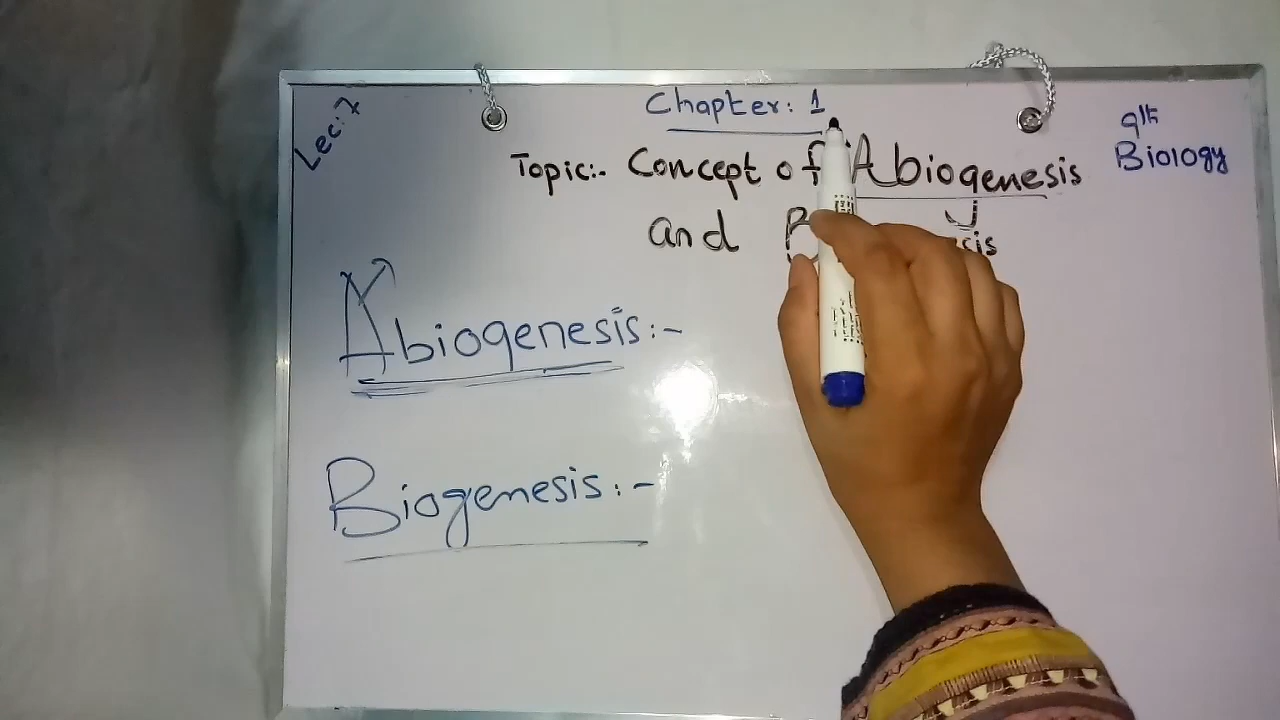 Lec:7
Chapter: 1
9th
Biology
Topic:- Concept of Abiogenesis
and
Abiogenesis:-
Biogenesis:-